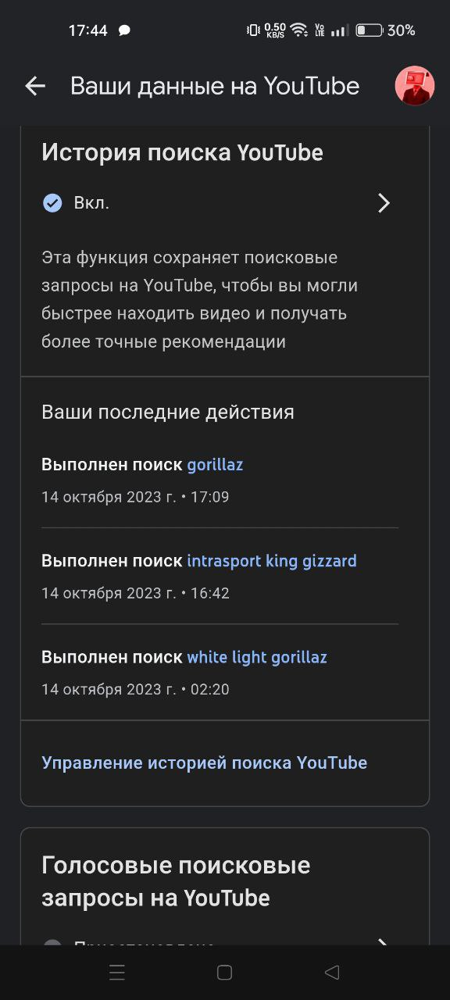 17:44 0.50 KB/S Vo LTE 30%
Ваши данные на YouTube
История поиска YouTube
Вкл.
Эта функция сохраняет поисковые
запросы на YouTube, чтобы вы могли
быстрее находить видео и получать
более точные рекомендации
Ваши последние действия
Выполнен поиск gorillaz
14 октября 2023 г. • 17:09
Выполнен поиск intrasport king gizzard
14 октября 2023 г. • 16:42
Выполнен поиск white light gorillaz
14 октября 2023 г. • 02:20
Управление историей поиска YouTube
Голосовые поисковые
запросы на YouTube